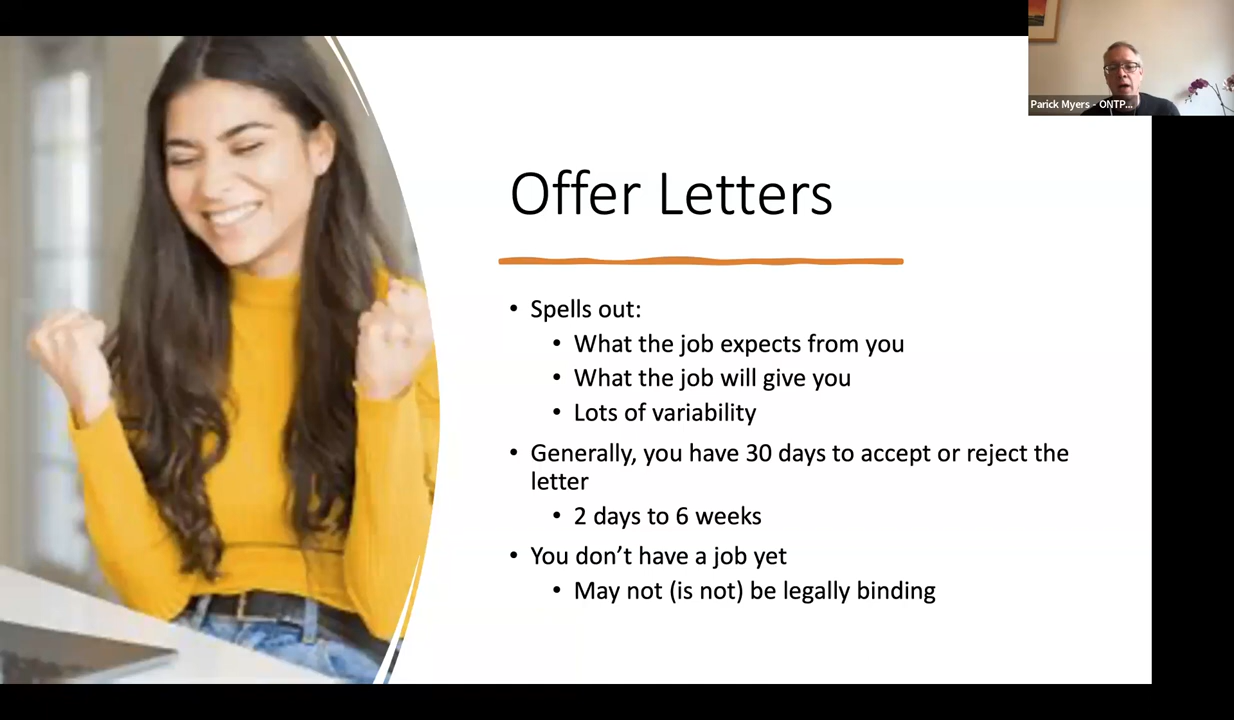 Parick Myers - ONTP...
Offer Letters
• Spells out:
• What the job expects from you
• What the job will give you
• Lots of variability
• Generally, you have 30 days to accept or reject the
letter
• 2 days to 6 weeks
• You don’t have a job yet
• May not (is not) be legally binding